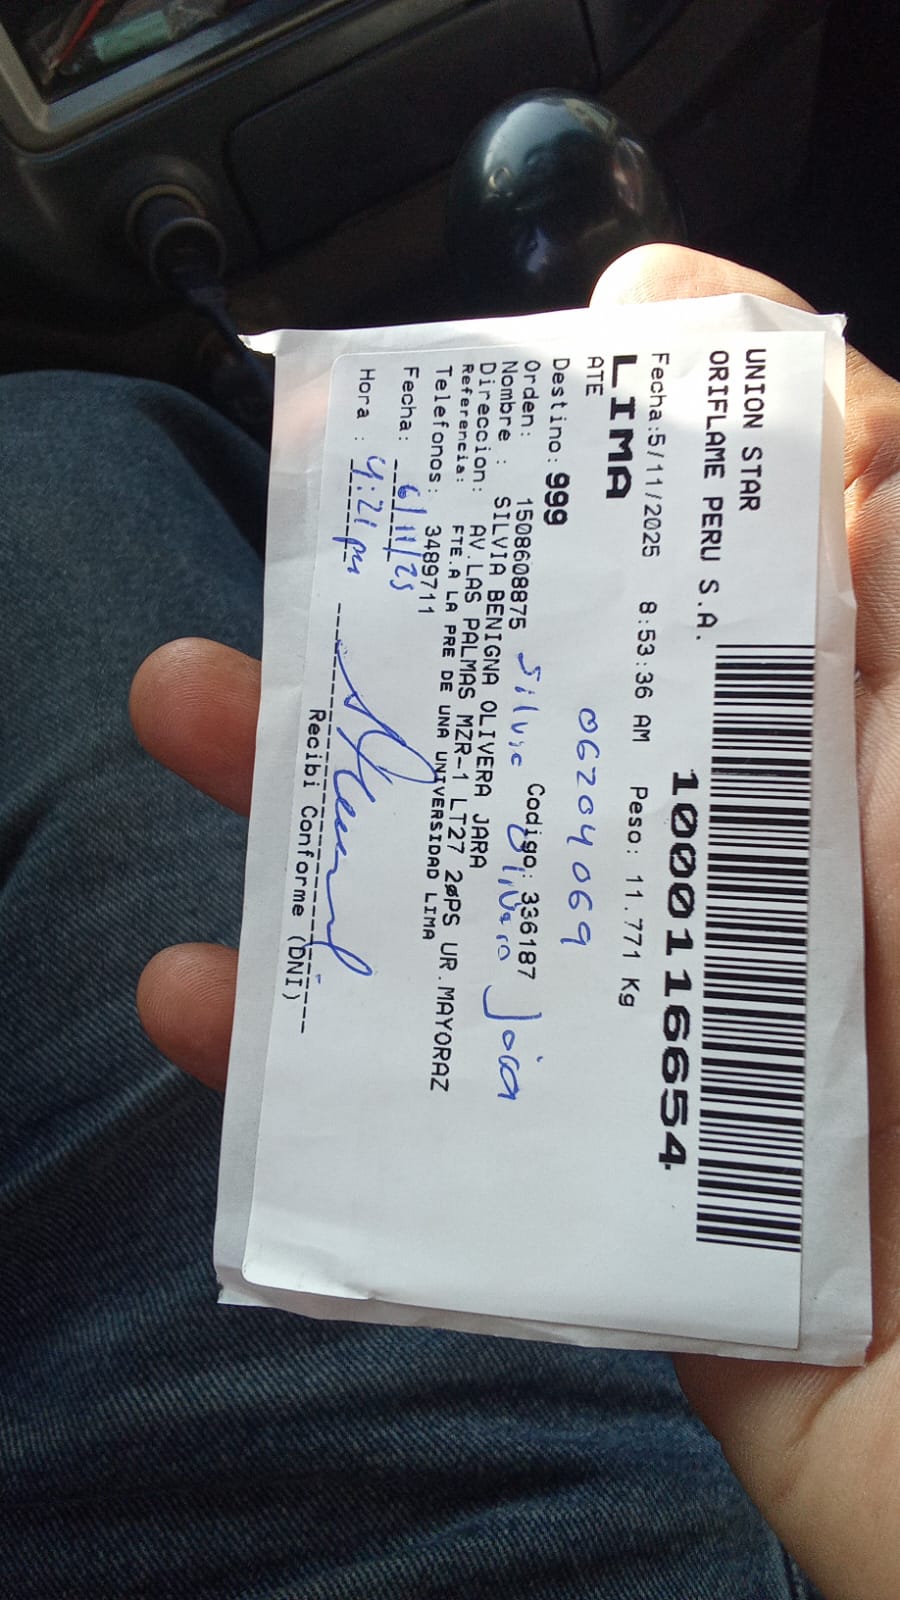 UNION STAR
ORIFLAME PERU S.A.
1000116654
Fecha:5/11/2025 8:53:36 AM Peso: 11.771 Kg
LIMA
ATE
06204069
Destino: 999
Orden: 1508608875 Codigo: 336187
Silvia Olivera Jara
Nombre : SILVIA BENIGNA OLIVERA JARA
Direccion: AV.LAS PALMAS MZR-1 LT27 2øPS UR.MAYORAZ
Referencia: FTE.A LA PRE DE UNA UNIVERSIDAD LIMA
Telefonos: 3489711
Fecha: 6/11/25
Hora : 4:21 pm
Recibi Conforme (DNI)